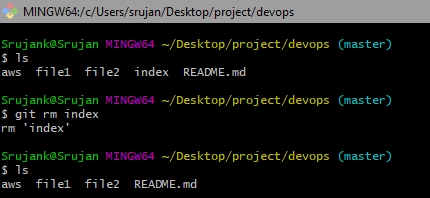 MINGW64:/c/Users/srujan/Desktop/project/devops
Srujank@Srujan MINGW64 ~/Desktop/project/devops (master)
$ ls
aws  file1  file2  index  README.md
Srujank@Srujan MINGW64 ~/Desktop/project/devops (master)
$ git rm index
rm 'index'
Srujank@Srujan MINGW64 ~/Desktop/project/devops (master)
$ ls
aws  file1  file2  README.md